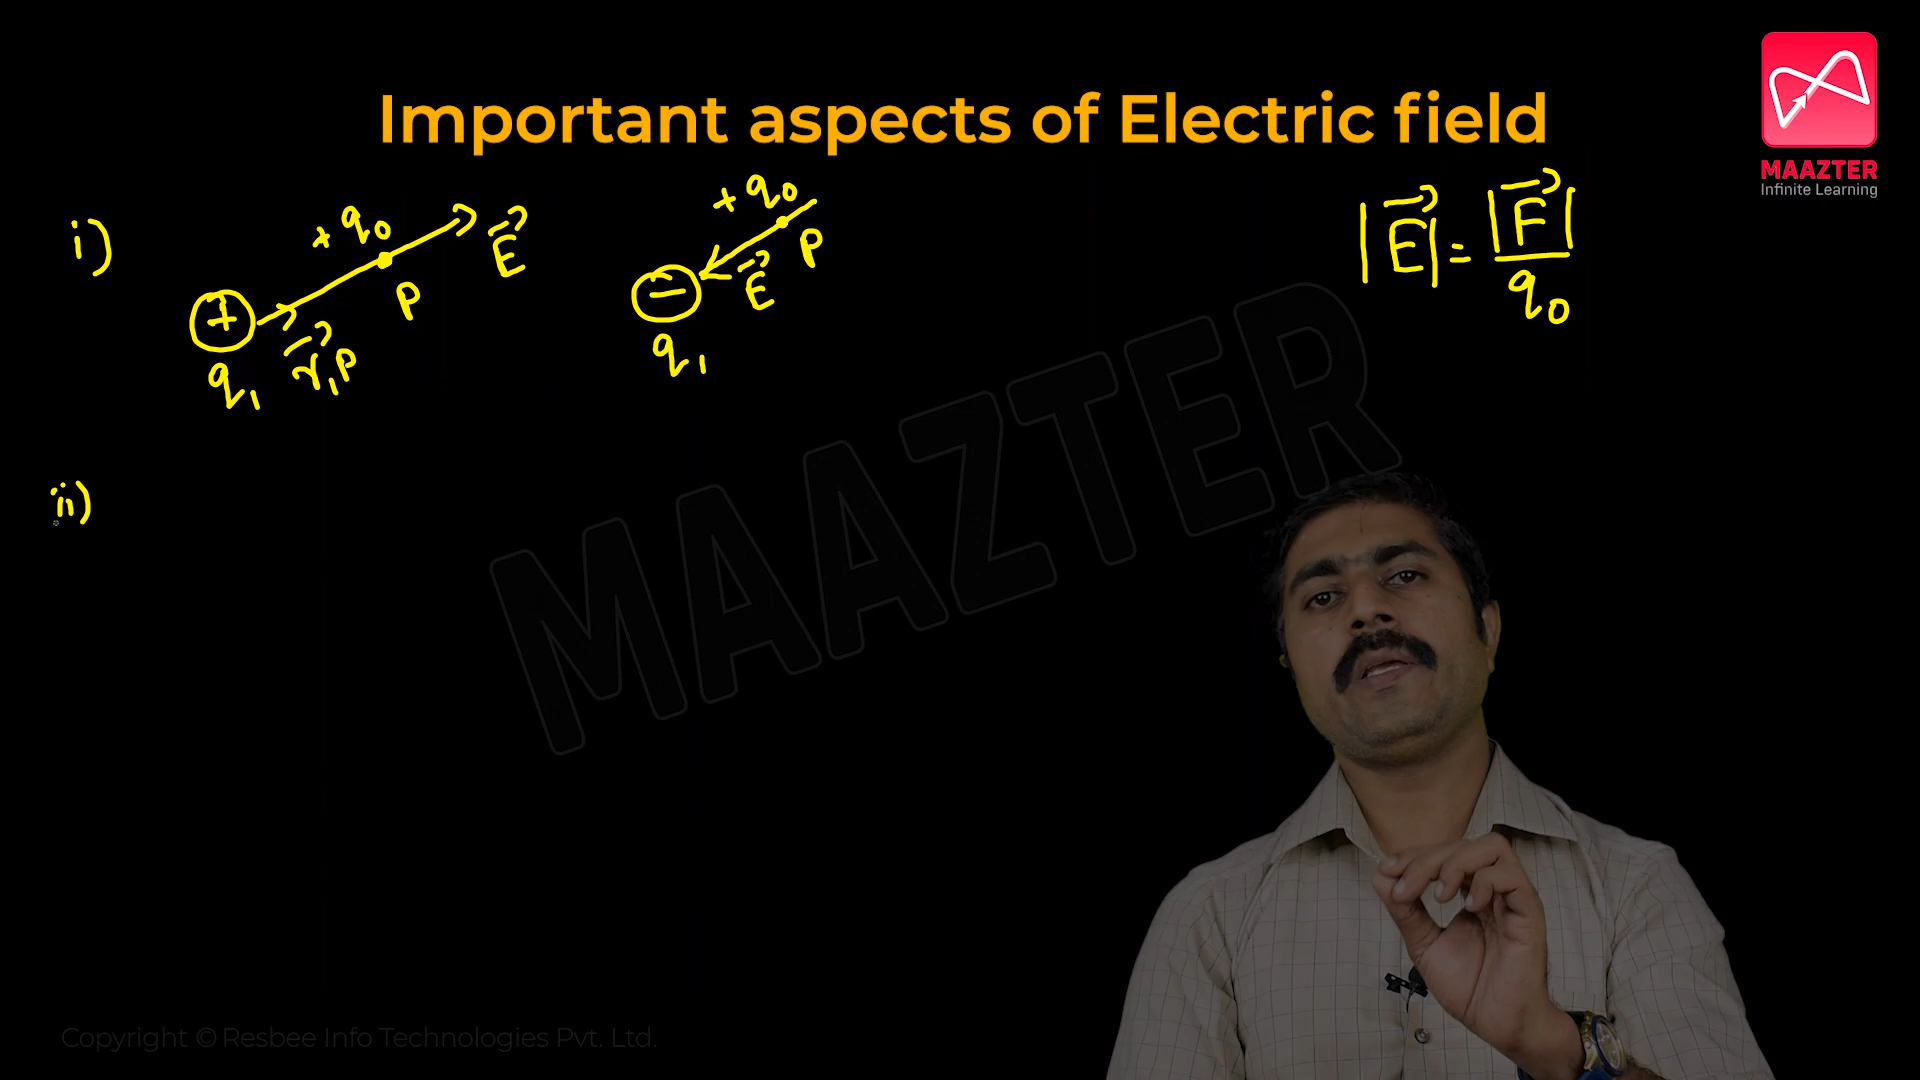 Important aspects of Electric field
MAAZTER
Infinite Learning
i)
+ q₀
E⃗
P
+
q₁
r⃗₁P
+ q₀
P
E⃗
−
q₁
|E⃗| = |F⃗| / q₀
ii)
MAAZTER
Copyright © Resbee Info Technologies Pvt. Ltd.